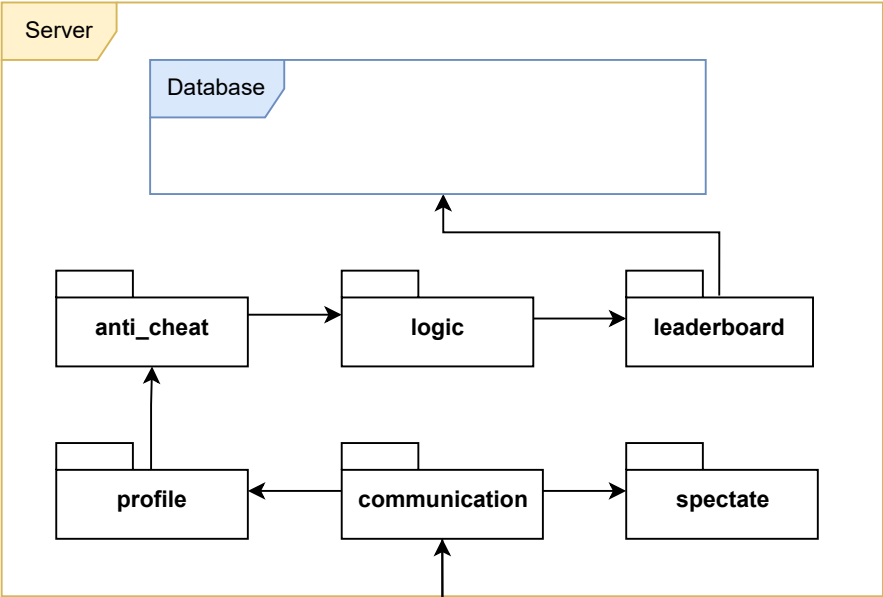 Server
Database
anti_cheat
logic
leaderboard
profile
communication
spectate